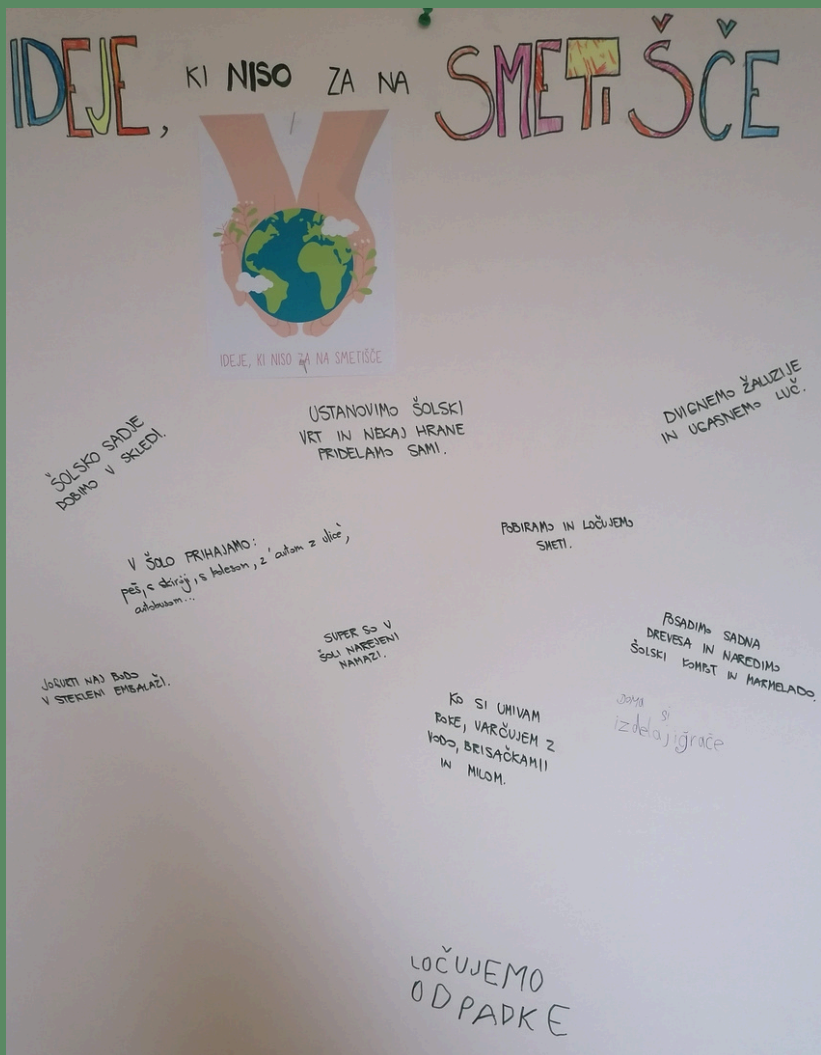 IDEJE, KI NISO ZA NA SMETIŠČE
IDEJE, KI NISO ZA NA SMETIŠČE
ŠOLSKO SADJE
DOBIMO V SKLEDI.
USTANOVIMO ŠOLSKI
VRT IN NEKAJ HRANE
PRIDELAMO SAMI.
DVIGNEMO ŽALUZIJE
IN UGASNEMO LUČ.
V ŠOLO PRIHAJAMO:
peš, s skiroji, s kolesom, z 'avtom z ulice',
avtobusom...
POBIRAMO IN LOČUJEMO
SMETI.
SUPER SO V
ŠOLI NAREJENI
NAMAZI.
POSADIMO SADNA
DREVESA IN NAREDIMO
ŠOLSKI KOMPOT IN MARMELADO.
JOGURTI NAJ BODO
V STEKLENI EMBALAŽI.
KO SI UMIVAM
ROKE, VARČUJEM Z
VODO, BRISAČKAMI
IN MILOM.
DOMA SI
izdelaj igrače
LOČUJEMO
ODPADKE